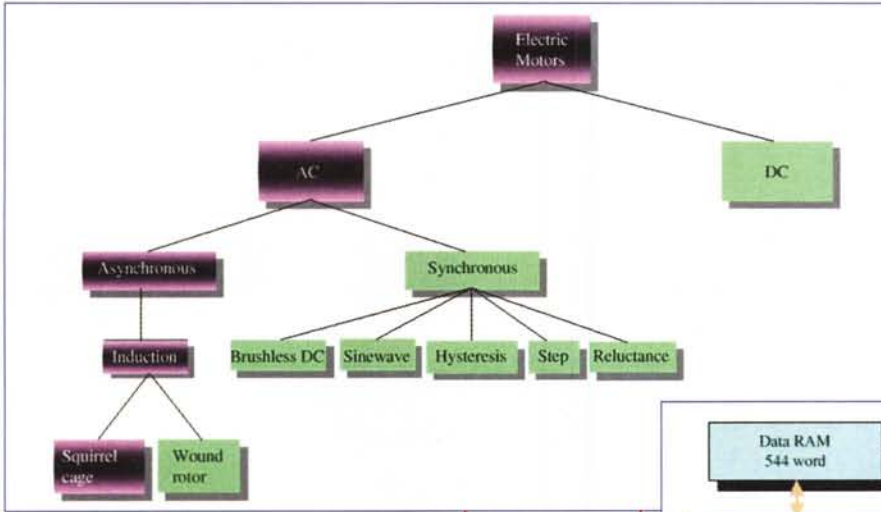 Electric
Motors
AC
DC
Asynchronous
Synchronous
Induction
Brushless DC
Sinewave
Hysteresis
Step
Reluctance
Squirrel
cage
Wound
rotor
Data RAM
544 word